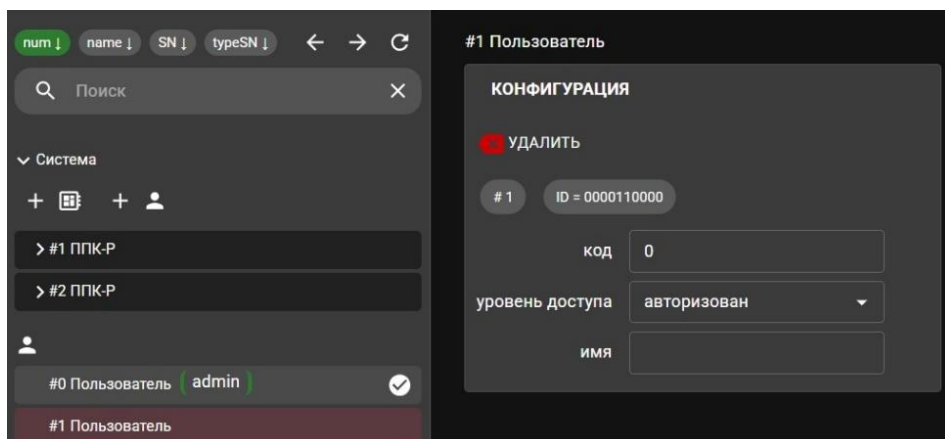 num ↓ name ↓ SN ↓ typeSN ↓
Поиск
Система
#1 ППК-Р
#2 ППК-Р
#0 Пользователь ( admin )
#1 Пользователь
#1 Пользователь
КОНФИГУРАЦИЯ
УДАЛИТЬ
# 1 ID = 0000110000
код 0
уровень доступа авторизован
имя